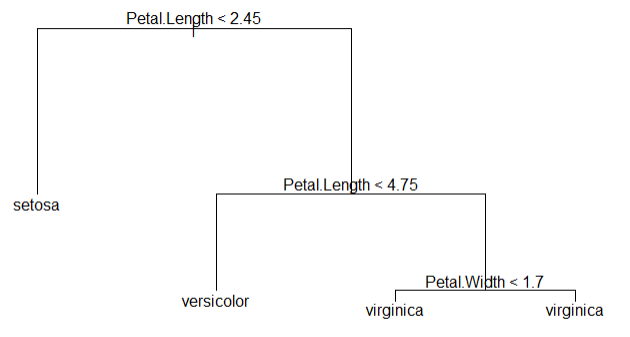 Petal.Length < 2.45
setosa
Petal.Length < 4.75
versicolor
Petal.Width < 1.7
virginica
virginica